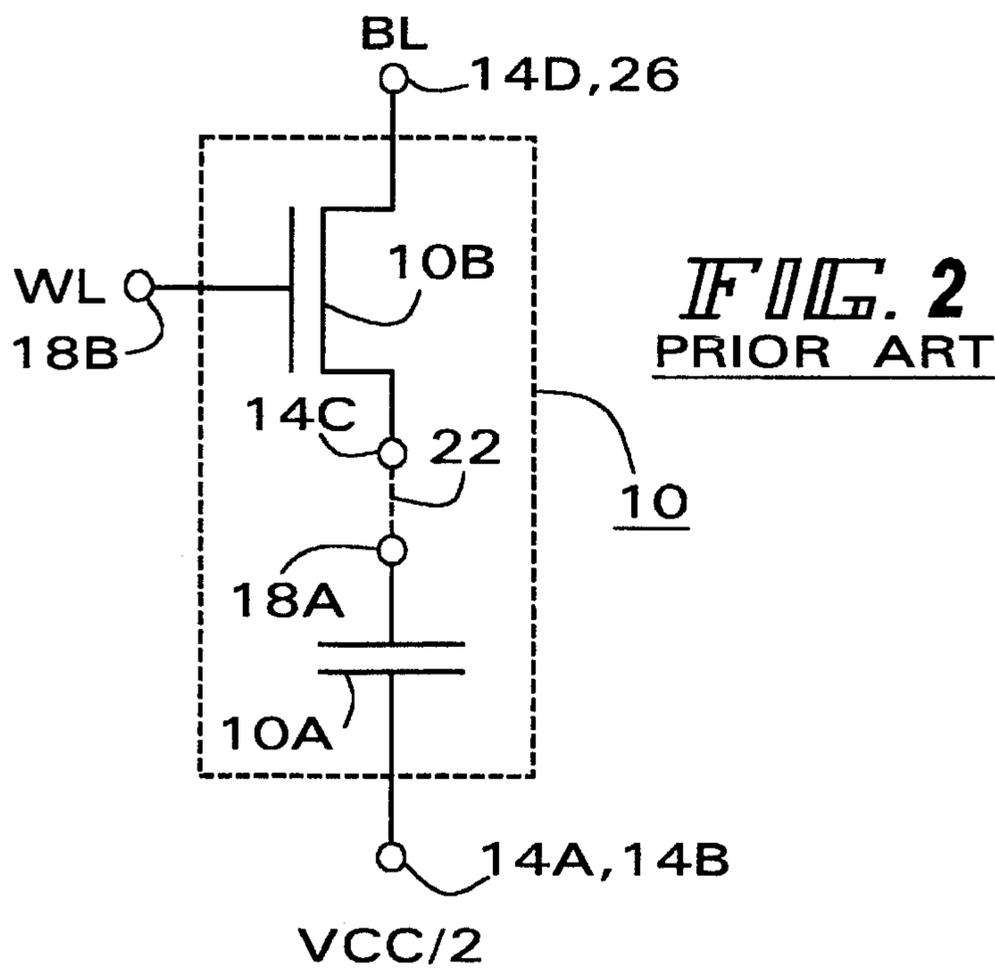 BL
14D, 26
10B
WL
18B
FIG. 2
PRIOR ART
14C
22
10
18A
10A
14A, 14B
VCC/2